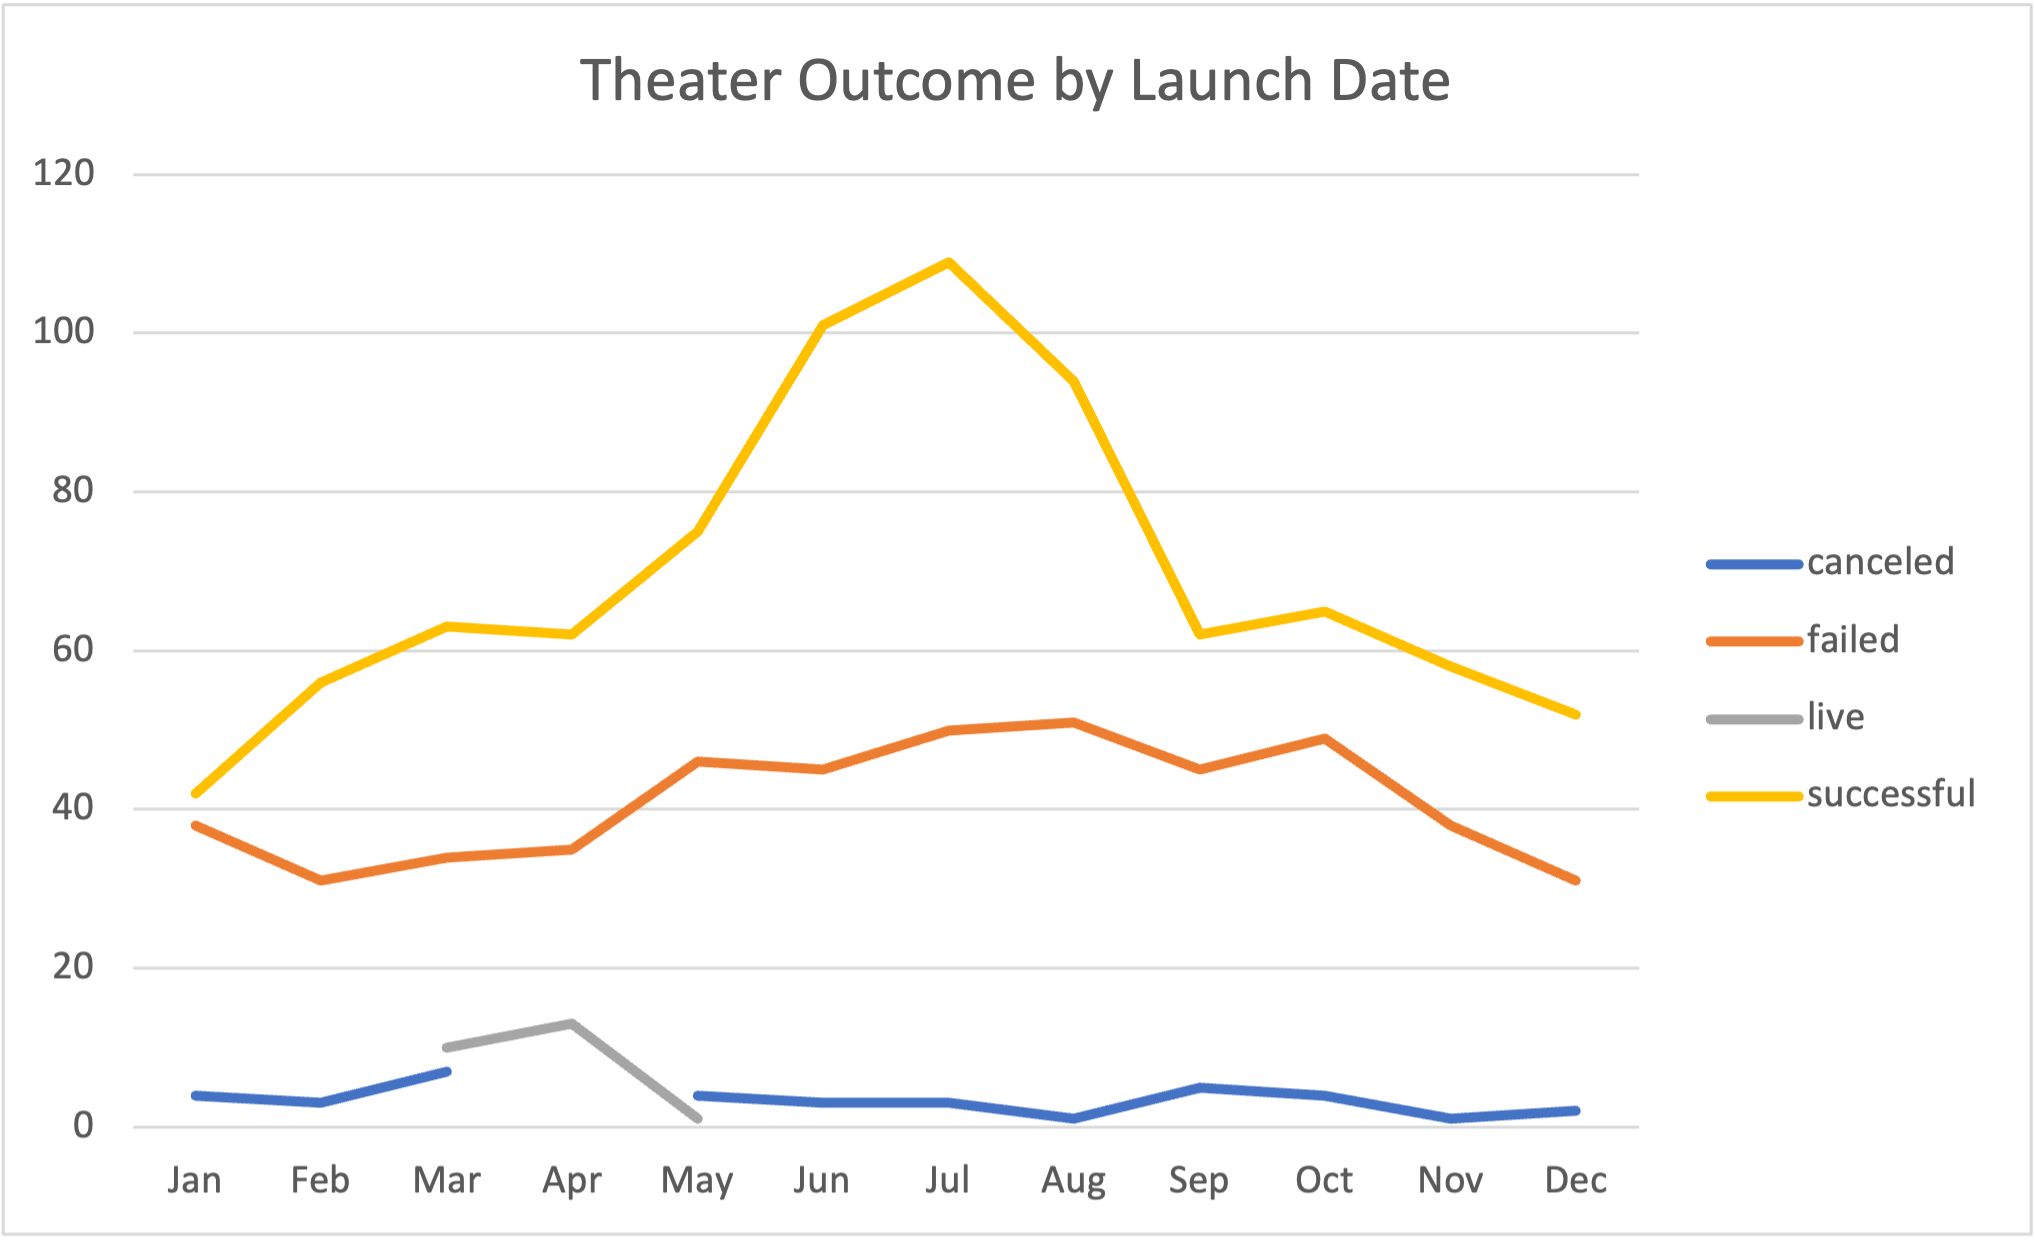 Theater Outcome by Launch Date
120
100
80
60
40
20
0
Jan Feb Mar Apr May Jun Jul Aug Sep Oct Nov Dec
canceled
failed
live
successful